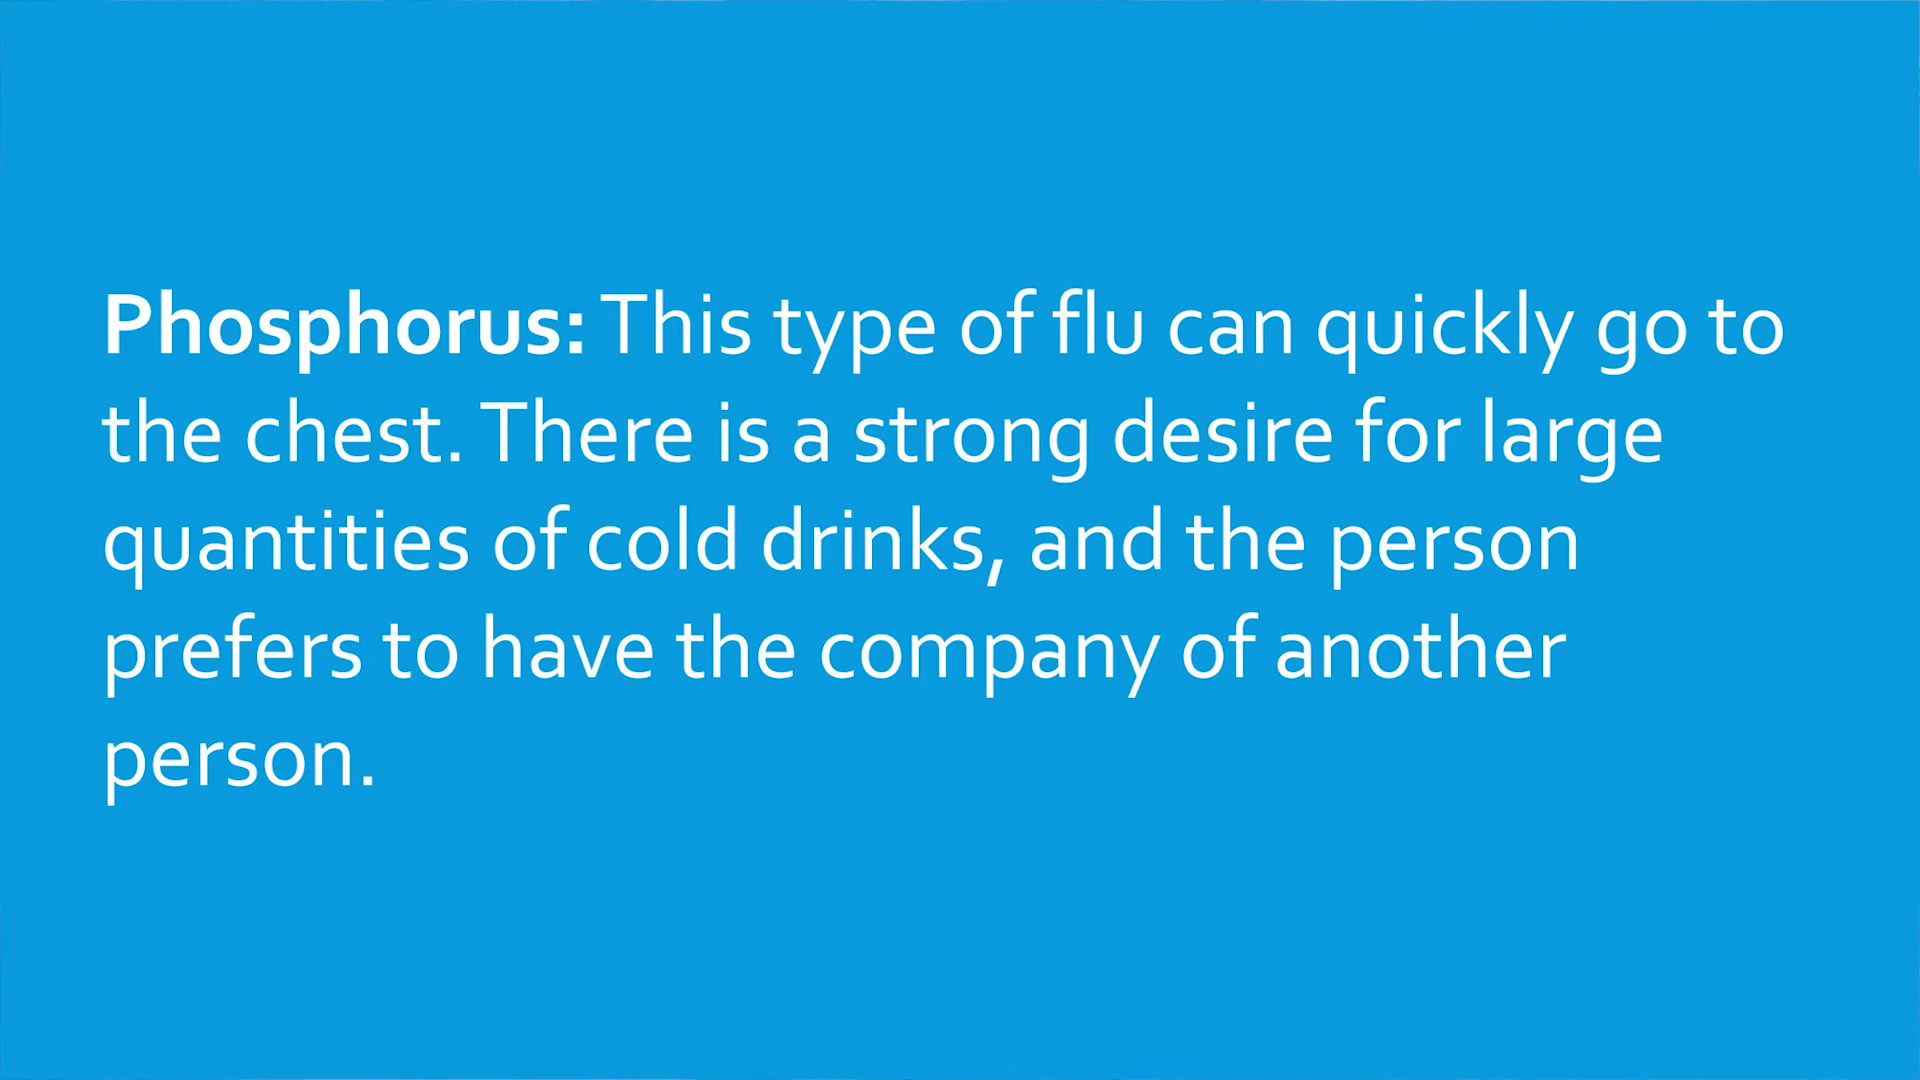 Phosphorus: This type of flu can quickly go to
the chest. There is a strong desire for large
quantities of cold drinks, and the person
prefers to have the company of another
person.